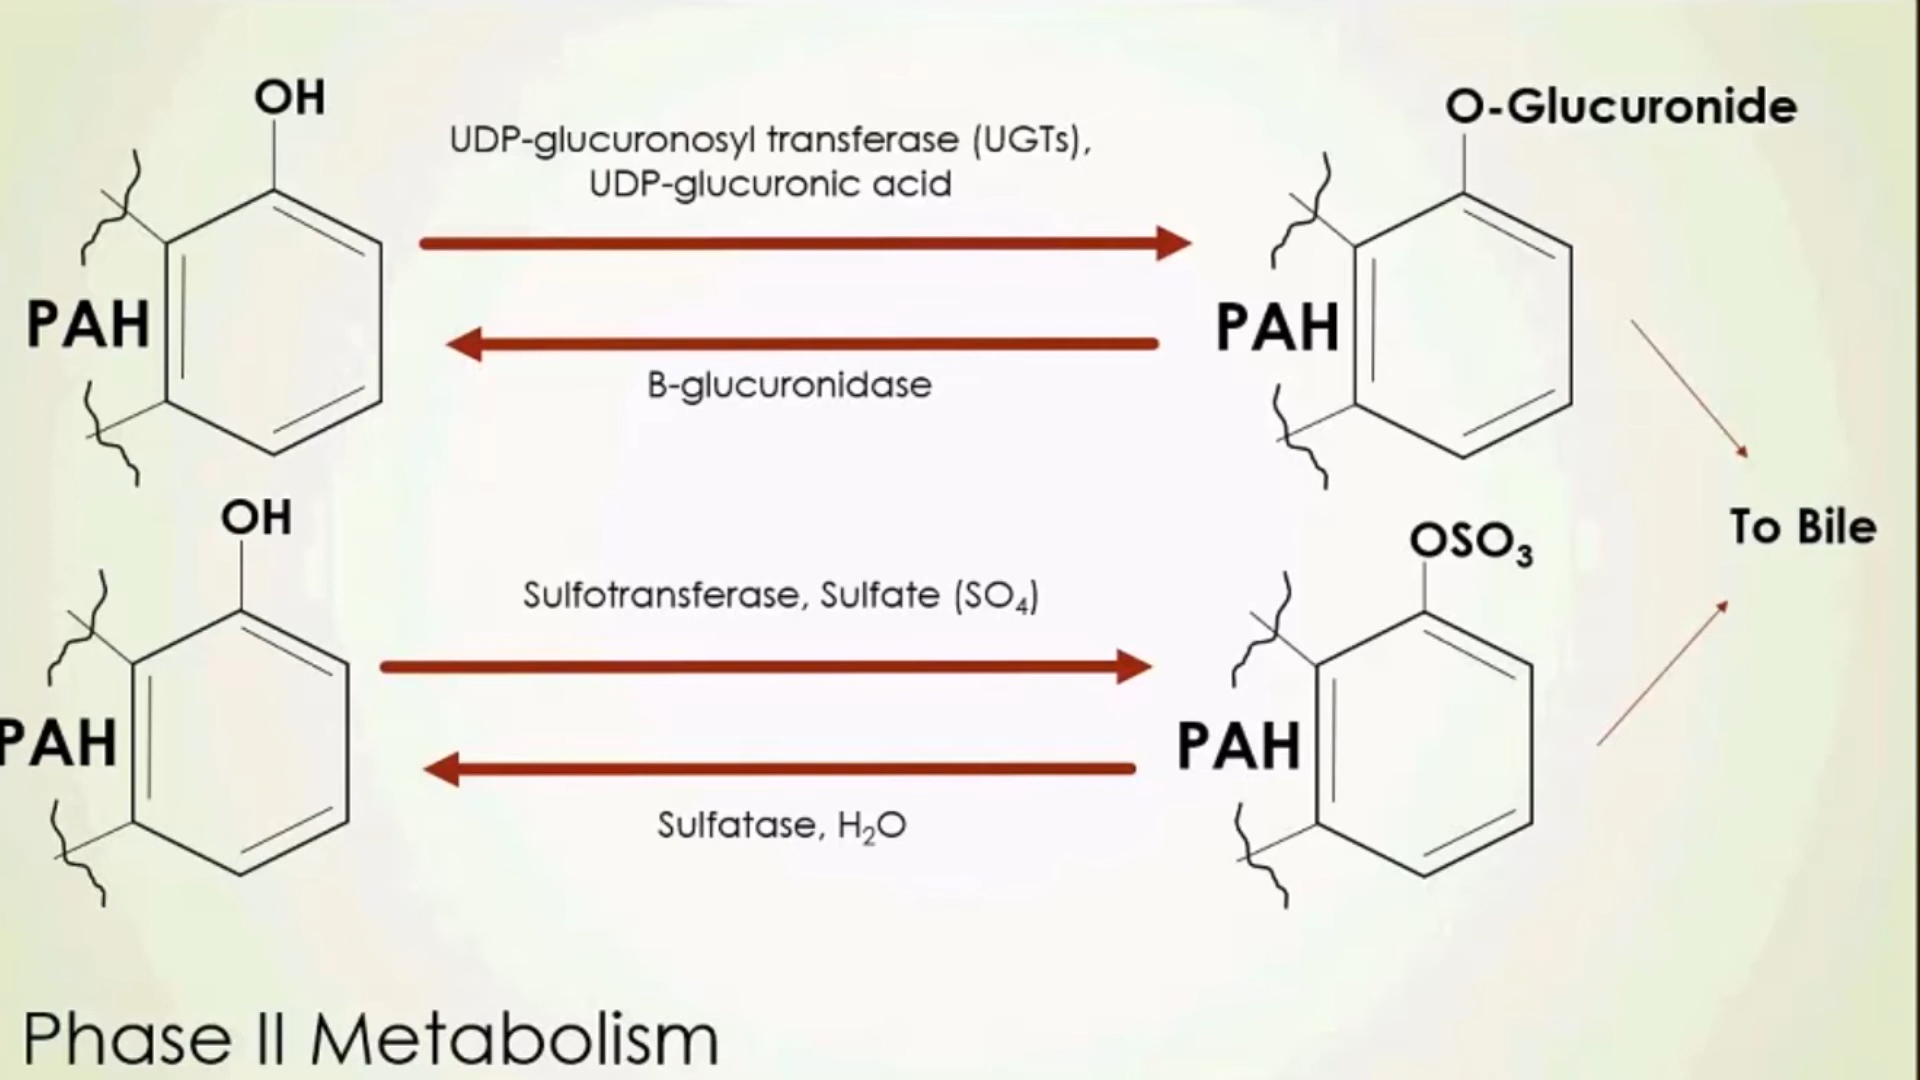 OH
UDP-glucuronosyl transferase (UGTs),
UDP-glucuronic acid
O-Glucuronide
PAH
B-glucuronidase
PAH
To Bile
OH
Sulfotransferase, Sulfate (SO₄)
OSO₃
PAH
Sulfatase, H₂O
PAH
Phase II Metabolism